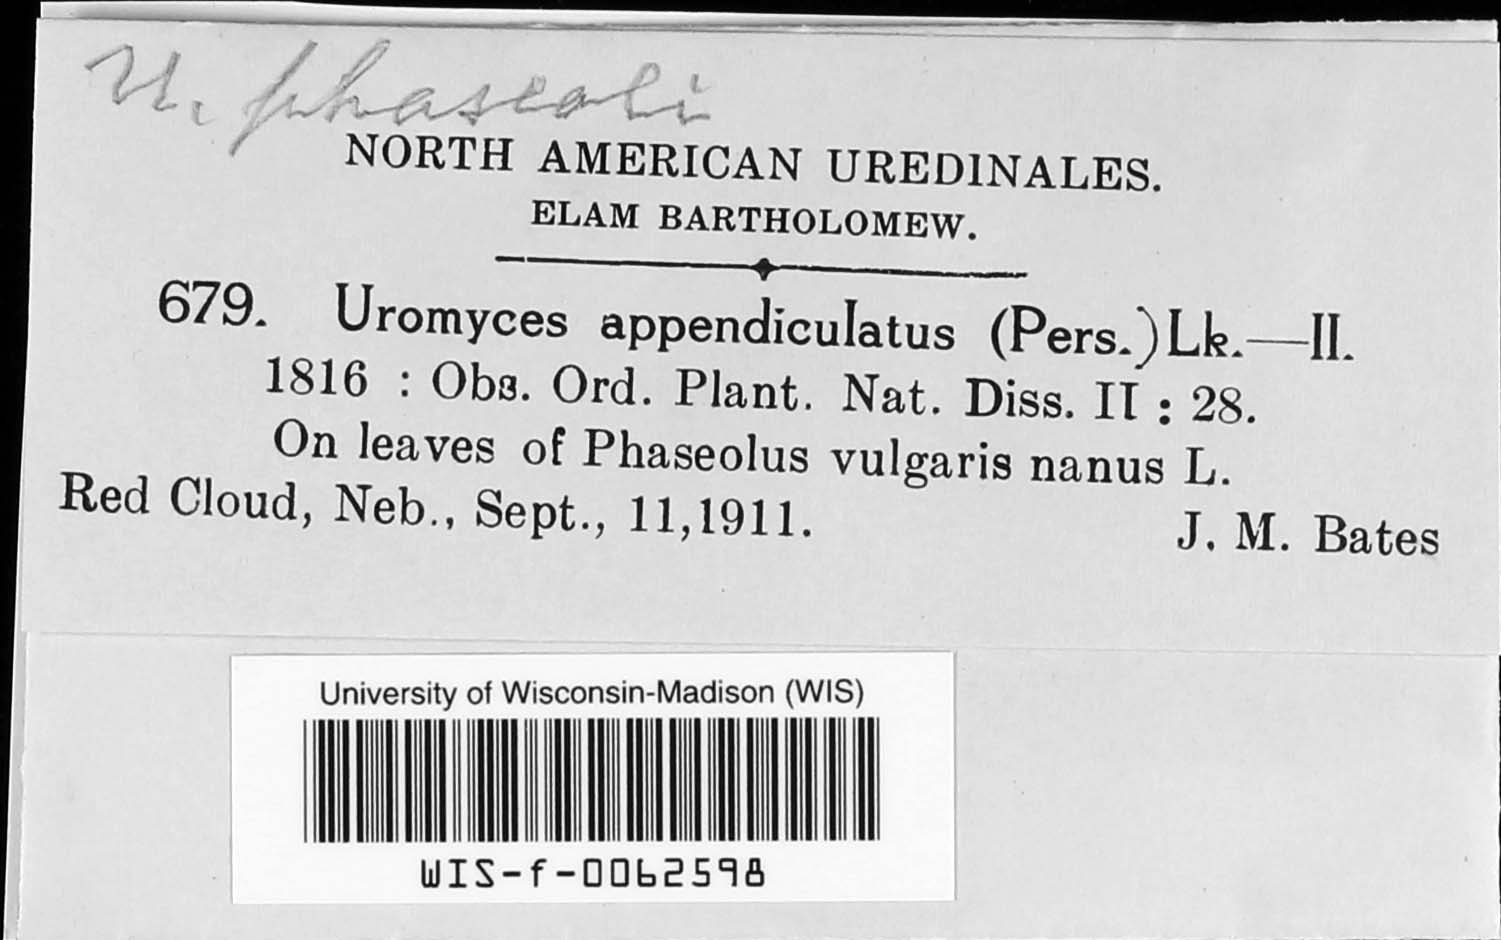 U. phaseoli
NORTH AMERICAN UREDINALES.
ELAM BARTHOLOMEW.
679. Uromyces appendiculatus (Pers.) Lk.—II.
1816 : Obs. Ord. Plant. Nat. Diss. II : 28.
On leaves of Phaseolus vulgaris nanus L.
Red Cloud, Neb., Sept., 11,1911. J. M. Bates
University of Wisconsin-Madison (WIS)
WIS-f-0062598